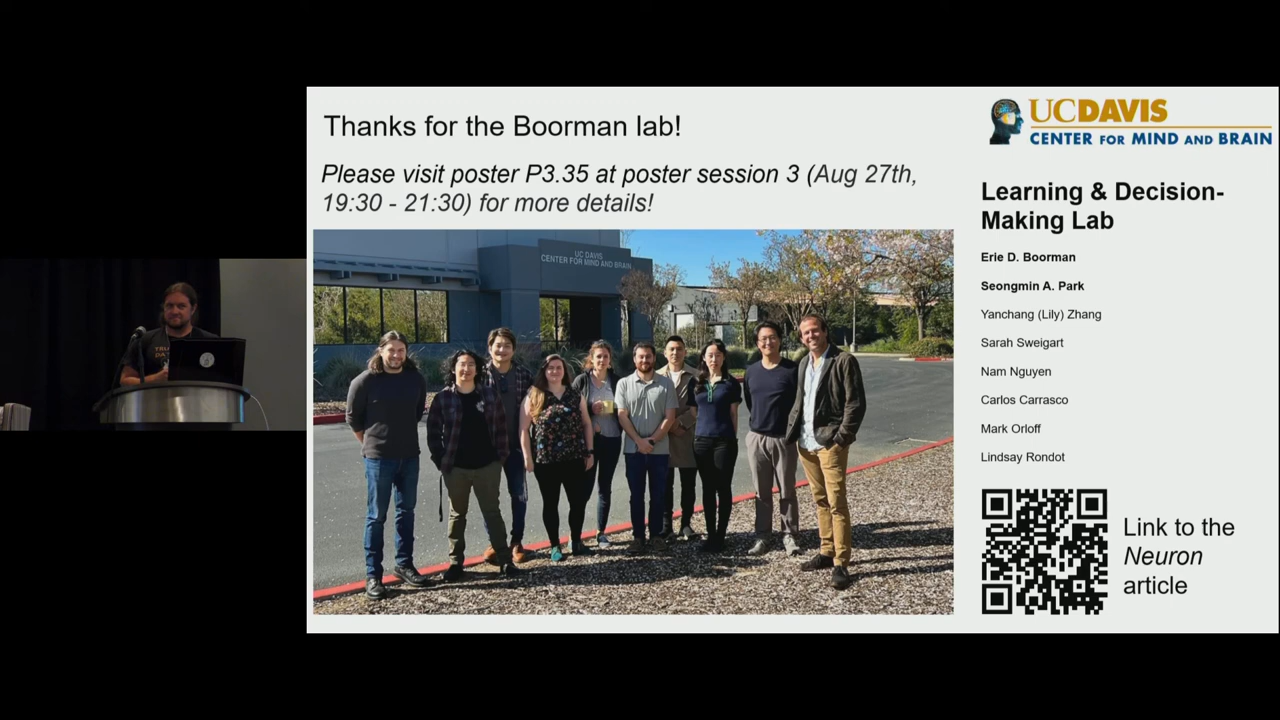 Thanks for the Boorman lab!
Please visit poster P3.35 at poster session 3 (Aug 27th,
19:30 - 21:30) for more details!
UC DAVIS
CENTER FOR MIND AND BRAIN
UCDAVIS
CENTER FOR MIND AND BRAIN
Learning & Decision-
Making Lab
Erie D. Boorman
Seongmin A. Park
Yanchang (Lily) Zhang
Sarah Sweigart
Nam Nguyen
Carlos Carrasco
Mark Orloff
Lindsay Rondot
Link to the
Neuron
article